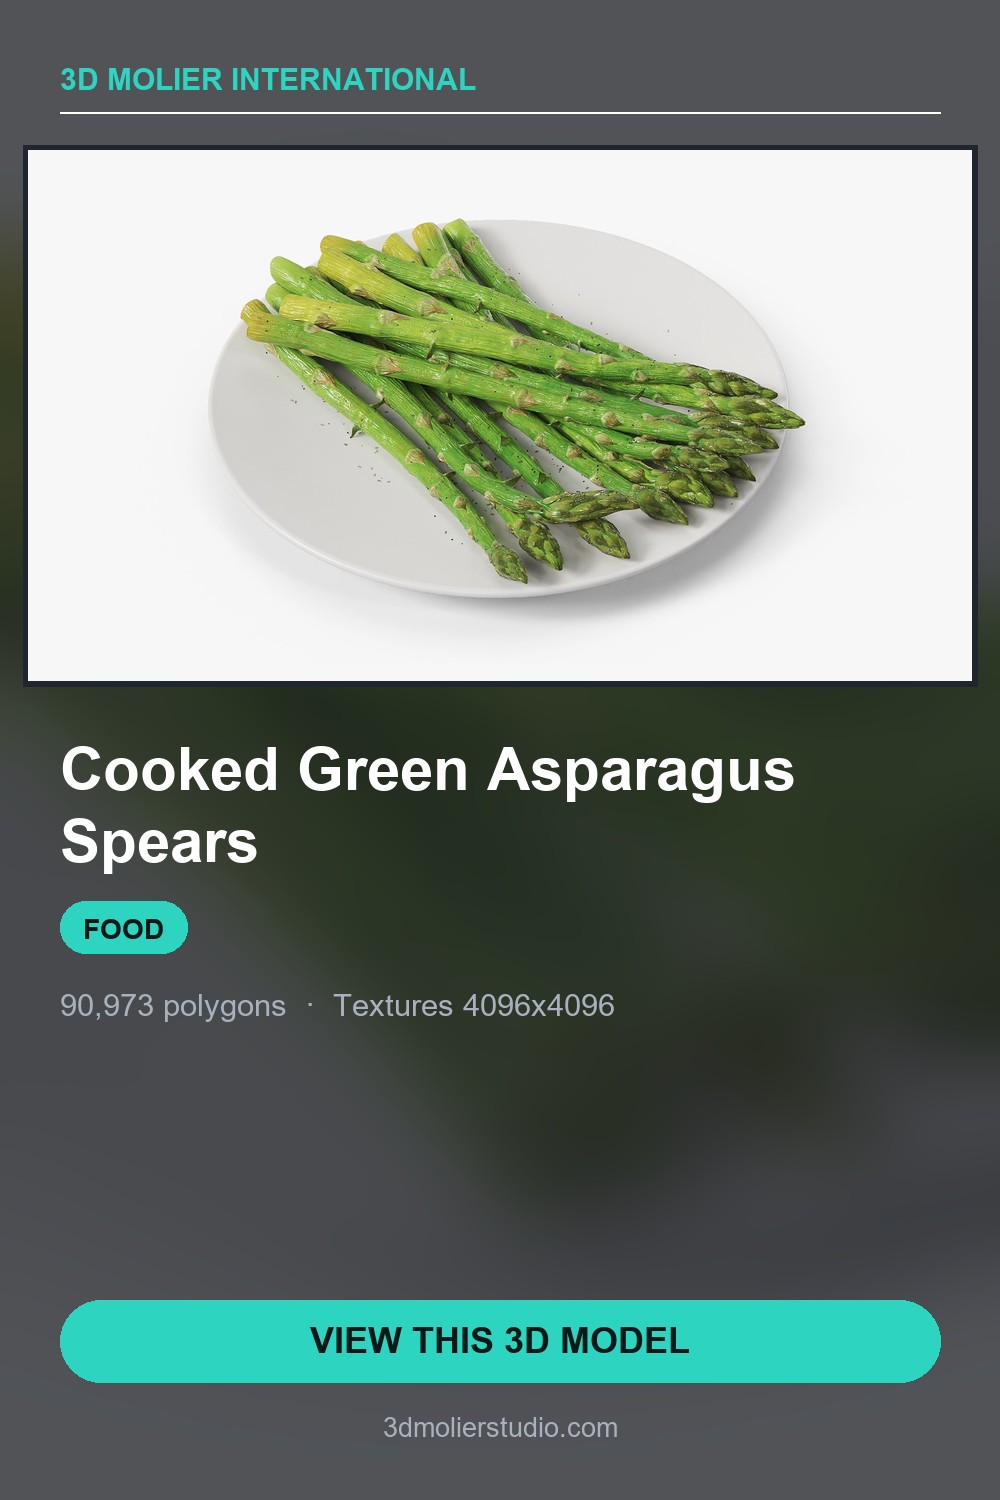 3D MOLIER INTERNATIONAL
Cooked Green Asparagus
Spears
FOOD
90,973 polygons · Textures 4096x4096
VIEW THIS 3D MODEL
3dmolierstudio.com